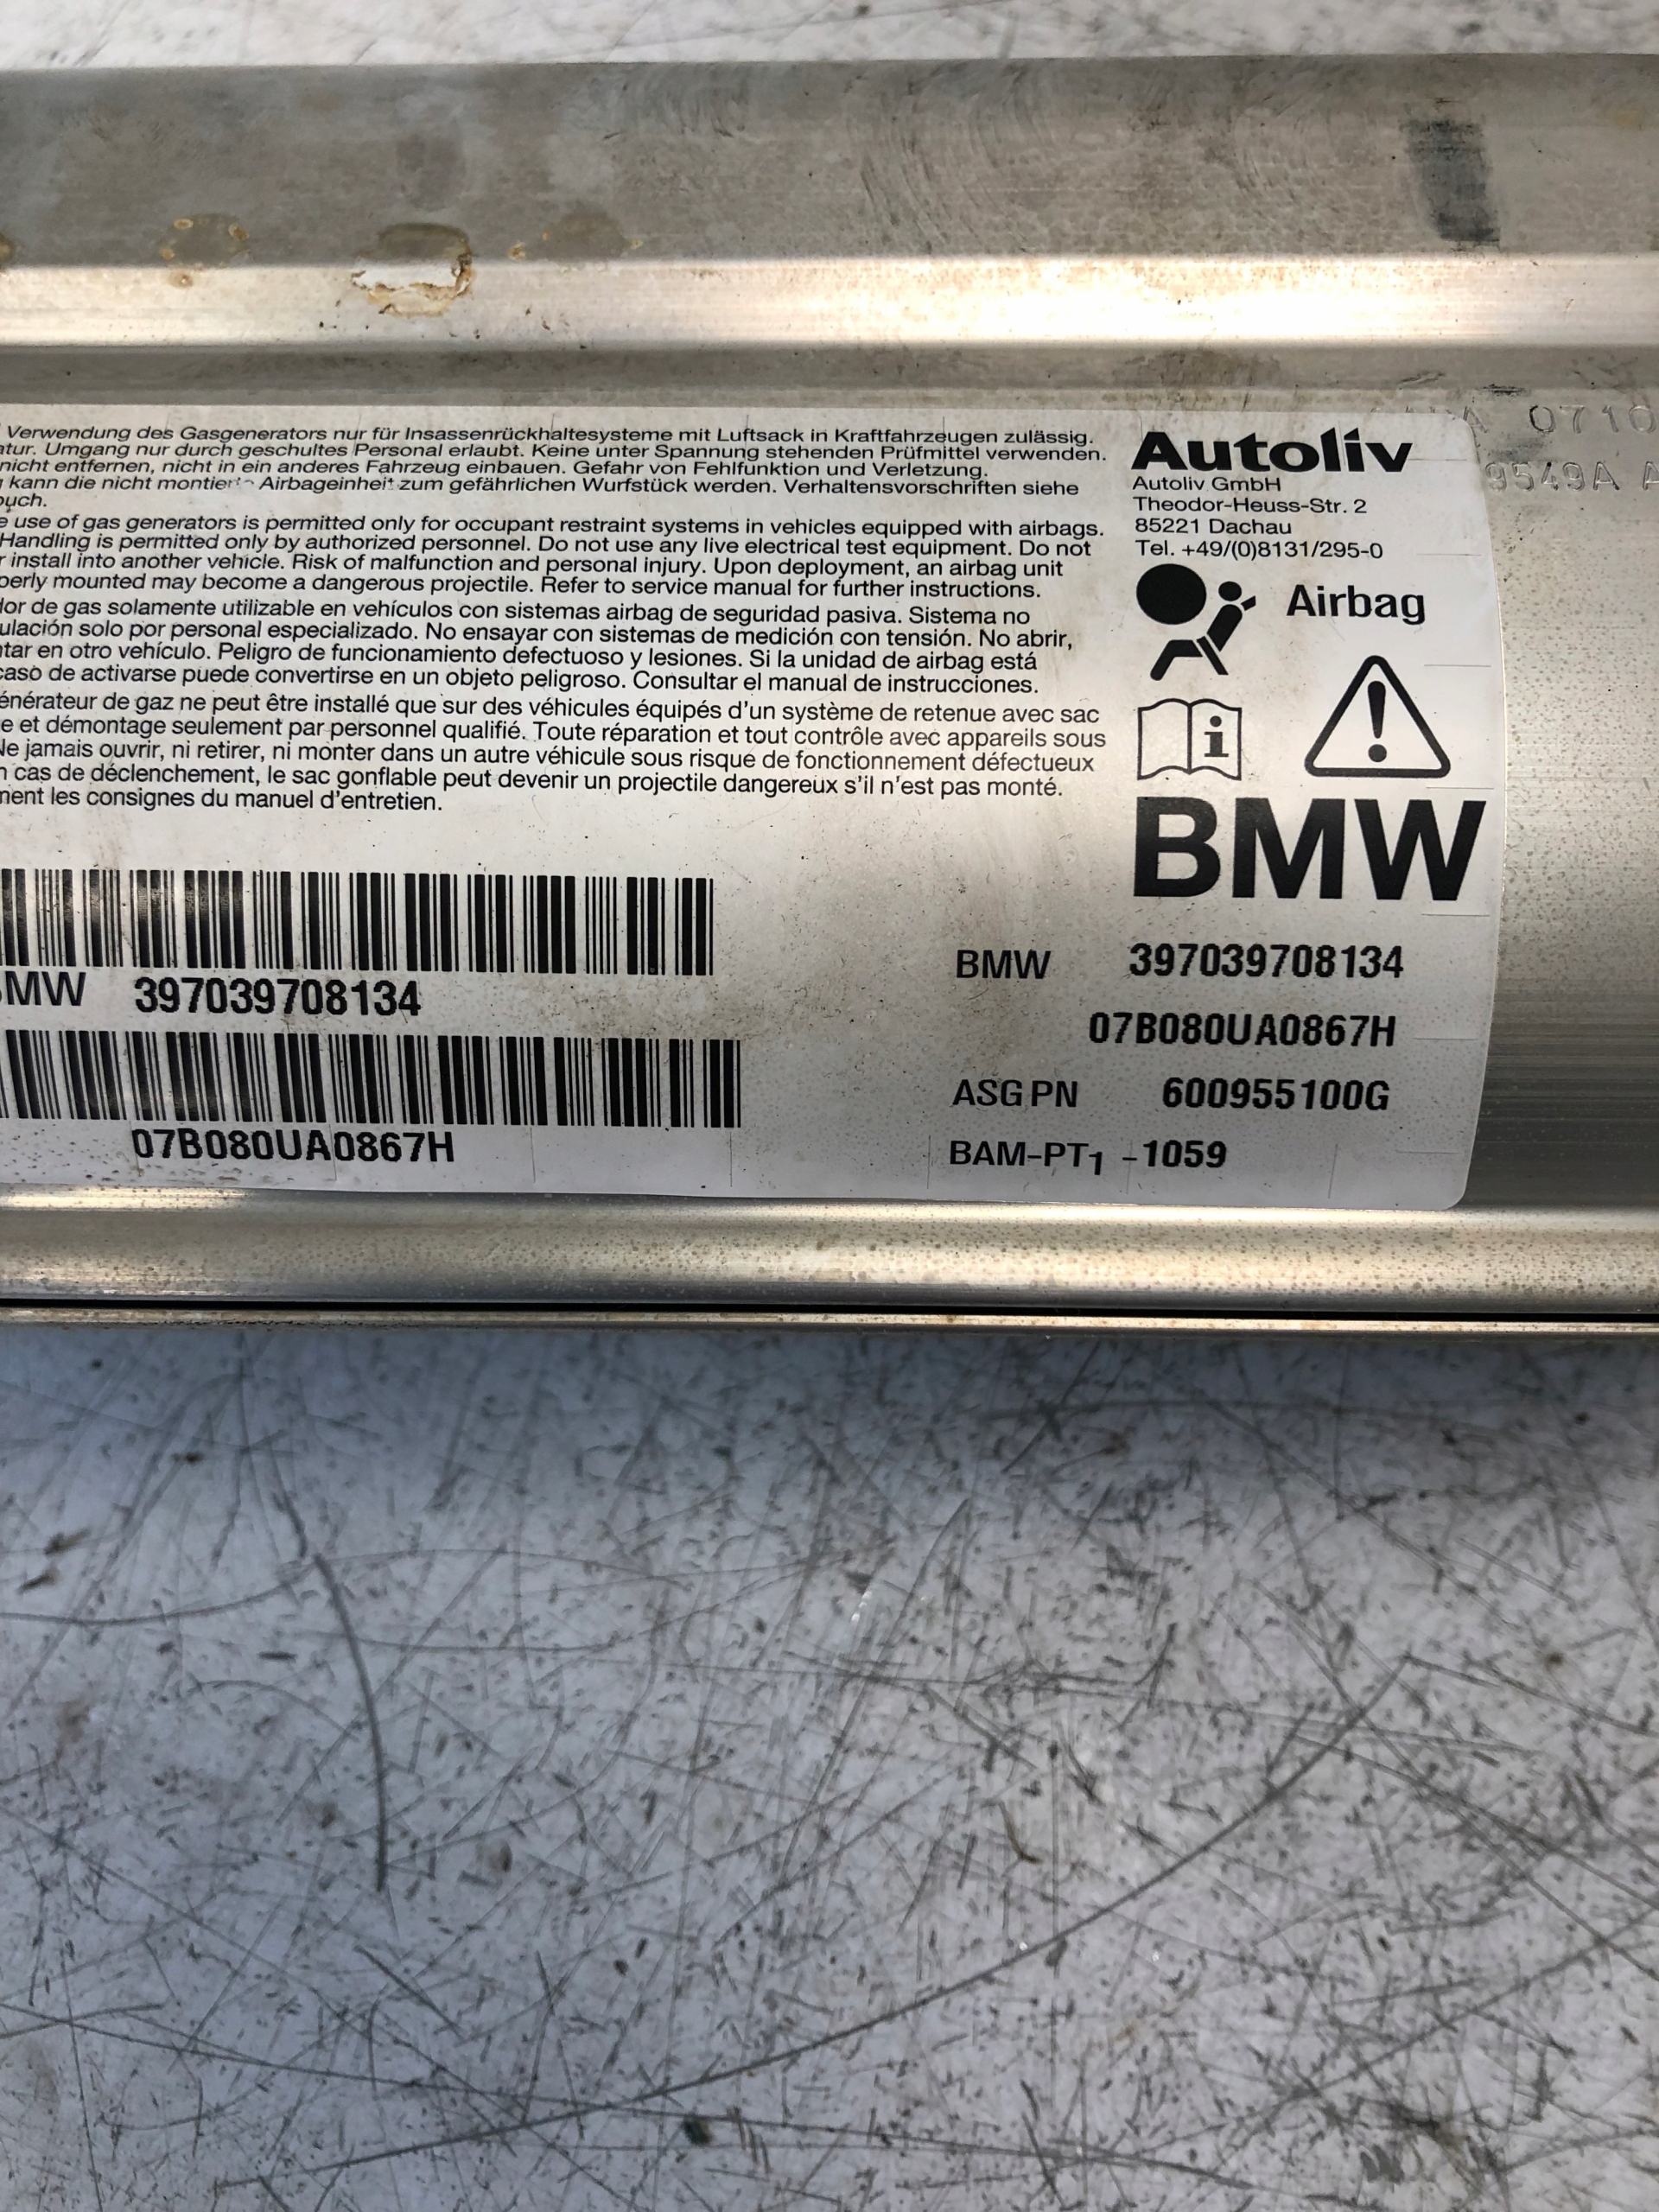 Verwendung des Gasgenerators nur für Insassenrückhaltesysteme mit Luftsack in Kraftfahrzeugen zulässig.
Umgang nur durch geschultes Personal erlaubt. Keine unter Spannung stehenden Prüfmittel verwenden.
nicht entfernen, nicht in ein anderes Fahrzeug einbauen. Gefahr von Fehlfunktion und Verletzung.
kann die nicht montierte Airbageinheit zum gefährlichen Wurfstück werden. Verhaltensvorschriften siehe
use of gas generators is permitted only for occupant restraint systems in vehicles equipped with airbags.
Handling is permitted only by authorized personnel. Do not use any live electrical test equipment. Do not
install into another vehicle. Risk of malfunction and personal injury. Upon deployment, an airbag unit
mounted may become a dangerous projectile. Refer to service manual for further instructions.
de gas solamente utilizable en vehículos con sistemas airbag de seguridad pasiva. Sistema no
solo por personal especializado. No ensayar con sistemas de medición con tensión. No abrir,
en otro vehículo. Peligro de funcionamiento defectuoso y lesiones. Si la unidad de airbag está
caso de activarse puede convertirse en un objeto peligroso. Consultar el manual de instrucciones.
énérateur de gaz ne peut être installé que sur des véhicules équipés d'un système de retenue avec sac
e et démontage seulement par personnel qualifié. Toute réparation et tout contrôle avec appareils sous
Ne jamais ouvrir, ni retirer, ni monter dans un autre véhicule sous risque de fonctionnement défectueux
cas de déclenchement, le sac gonflable peut devenir un projectile dangereux s'il n'est pas monté.
les consignes du manuel d'entretien.
BMW 397039708134
07B080UA0867H
Autoliv
Autoliv GmbH
Theodor-Heuss-Str. 2
85221 Dachau
Tel. +49/(0)8131/295-0
Airbag
i
BMW
BMW 397039708134
07B080UA0867H
ASG PN 600955100G
BAM-PT1 -1059
0710
9549A A